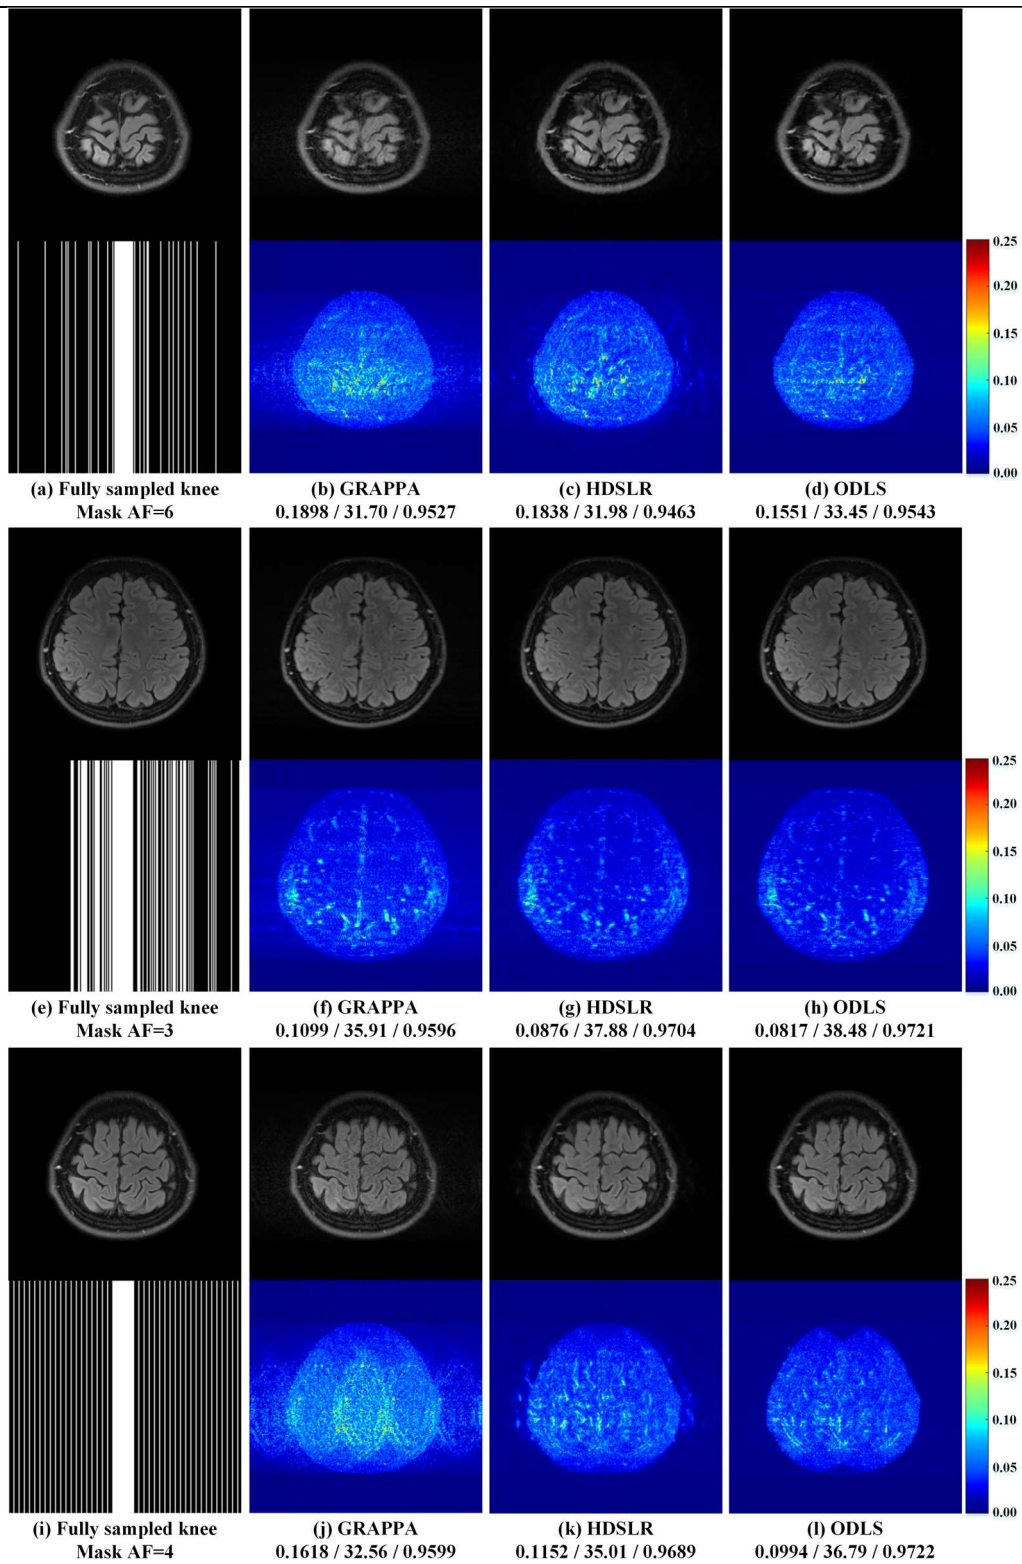 0.25
0.20
0.15
0.10
0.05
0.00
(a) Fully sampled knee
Mask AF=6
(b) GRAPPA
0.1898 / 31.70 / 0.9527
(c) HDSLR
0.1838 / 31.98 / 0.9463
(d) ODLS
0.1551 / 33.45 / 0.9543
0.25
0.20
0.15
0.10
0.05
0.00
(e) Fully sampled knee
Mask AF=3
(f) GRAPPA
0.1099 / 35.91 / 0.9596
(g) HDSLR
0.0876 / 37.88 / 0.9704
(h) ODLS
0.0817 / 38.48 / 0.9721
0.25
0.20
0.15
0.10
0.05
0.00
(i) Fully sampled knee
Mask AF=4
(j) GRAPPA
0.1618 / 32.56 / 0.9599
(k) HDSLR
0.1152 / 35.01 / 0.9689
(l) ODLS
0.0994 / 36.79 / 0.9722